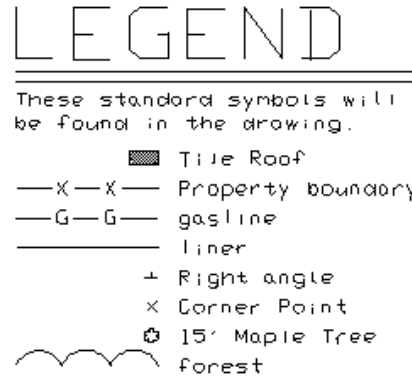 LEGEND
These standard symbols will
be found in the drawing.
Tile Roof
X X Property boundary
G G gasline
liner
Right angle
Corner Point
15' Maple Tree
forest